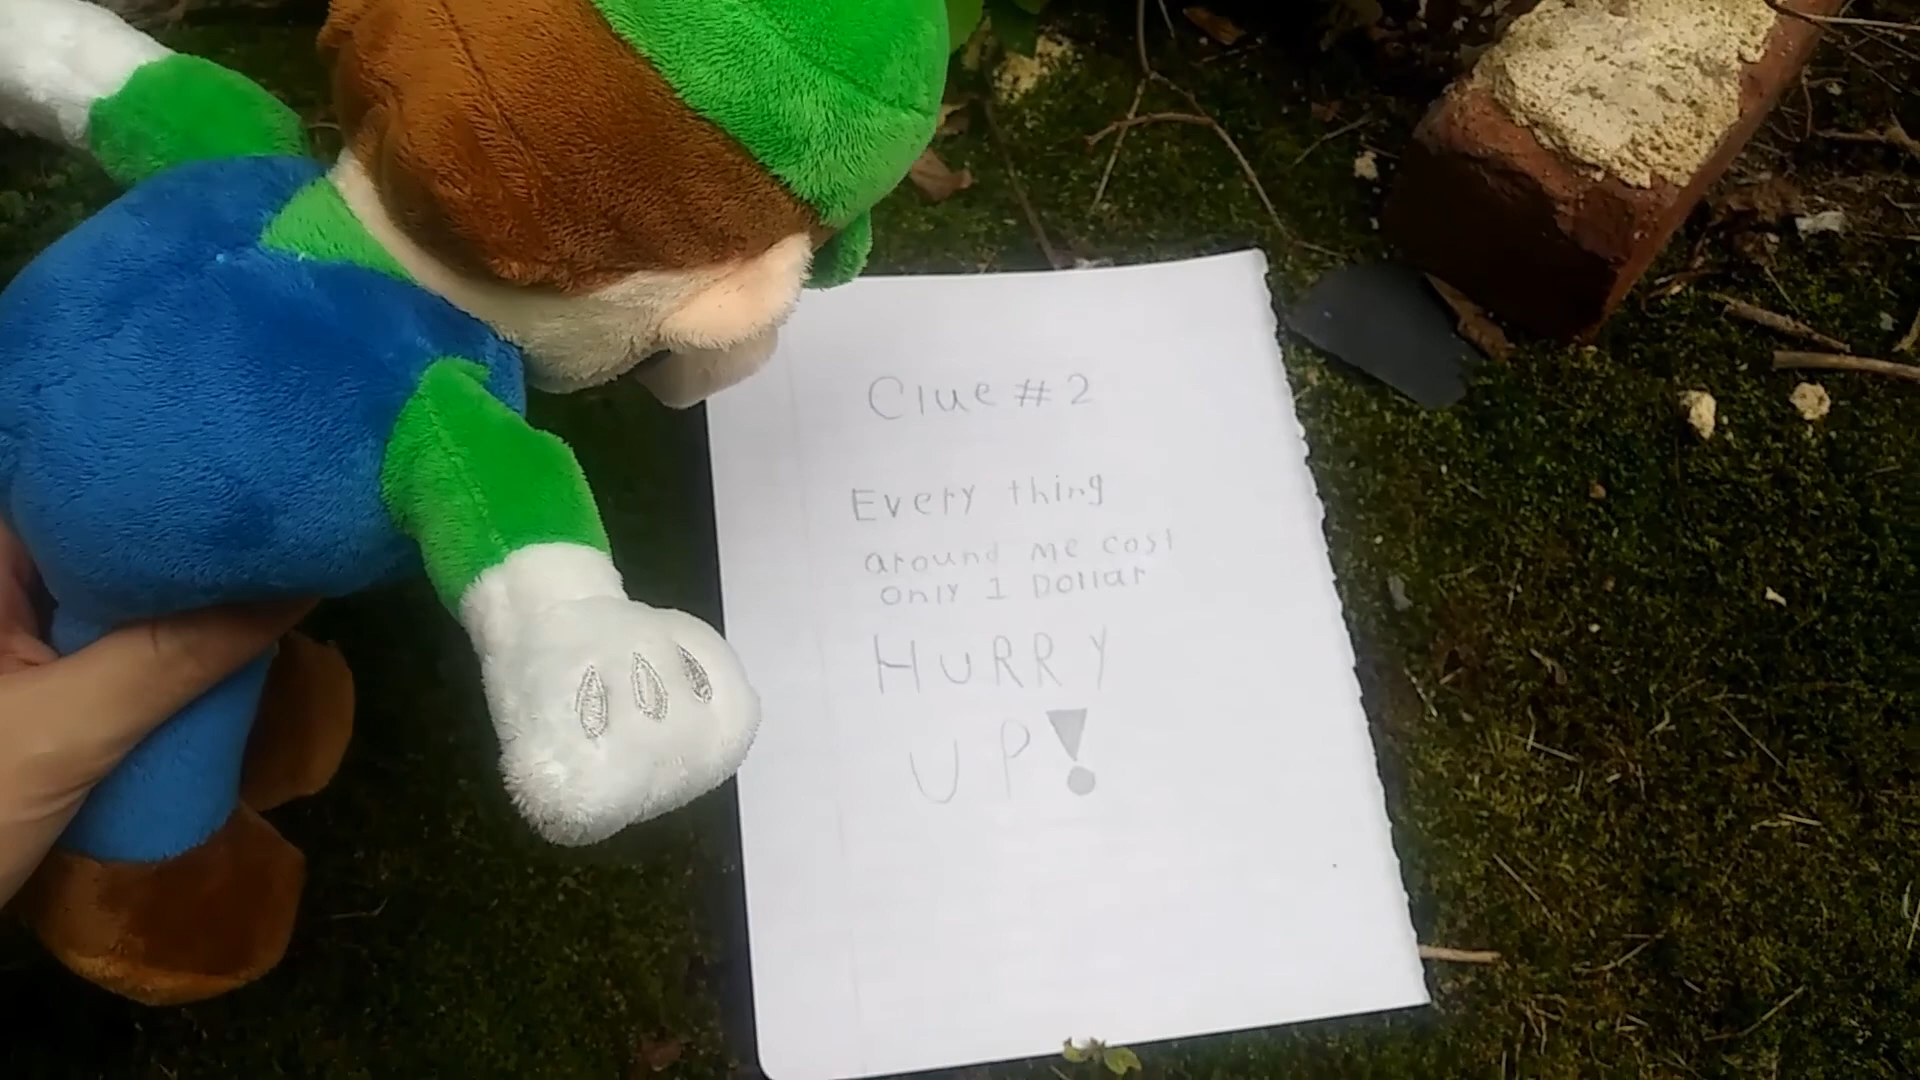 Clue #2
Every thing
around me cost
only 1 Dollar
HURRY
UP!